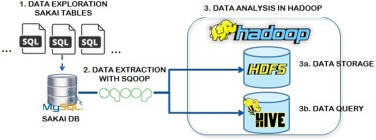 1. DATA EXPLORATION
SAKAI TABLES
... SQL SQL SQL ...
MySQL
SAKAI DB
2. DATA EXTRACTION
WITH SQOOP
sqoop
3. DATA ANALYSIS IN HADOOP
hadoop
HDFS
3a. DATA STORAGE
HIVE
3b. DATA QUERY